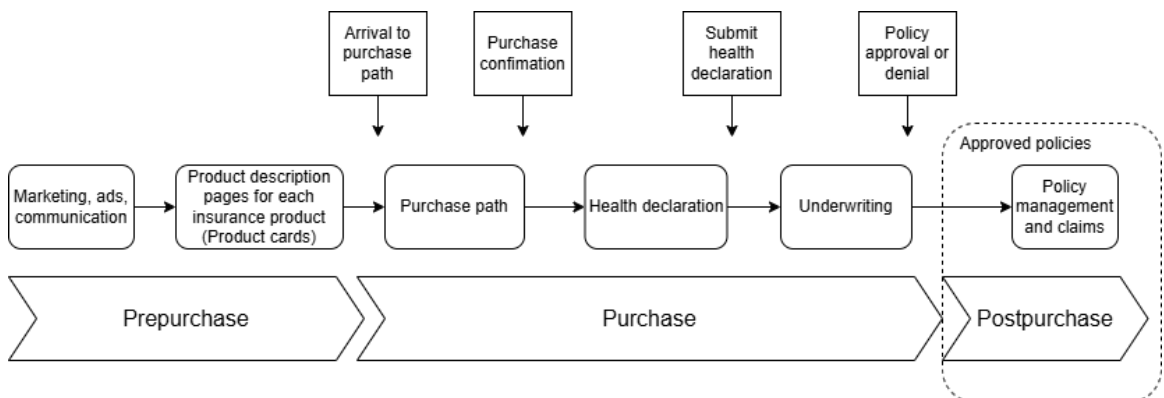 Arrival to
purchase
path
Purchase
confimation
Submit
health
declaration
Policy
approval or
denial
Approved policies
Marketing, ads,
communication
Product description
pages for each
insurance product
(Product cards)
Purchase path
Health declaration
Underwriting
Policy
management
and claims
Prepurchase
Purchase
Postpurchase